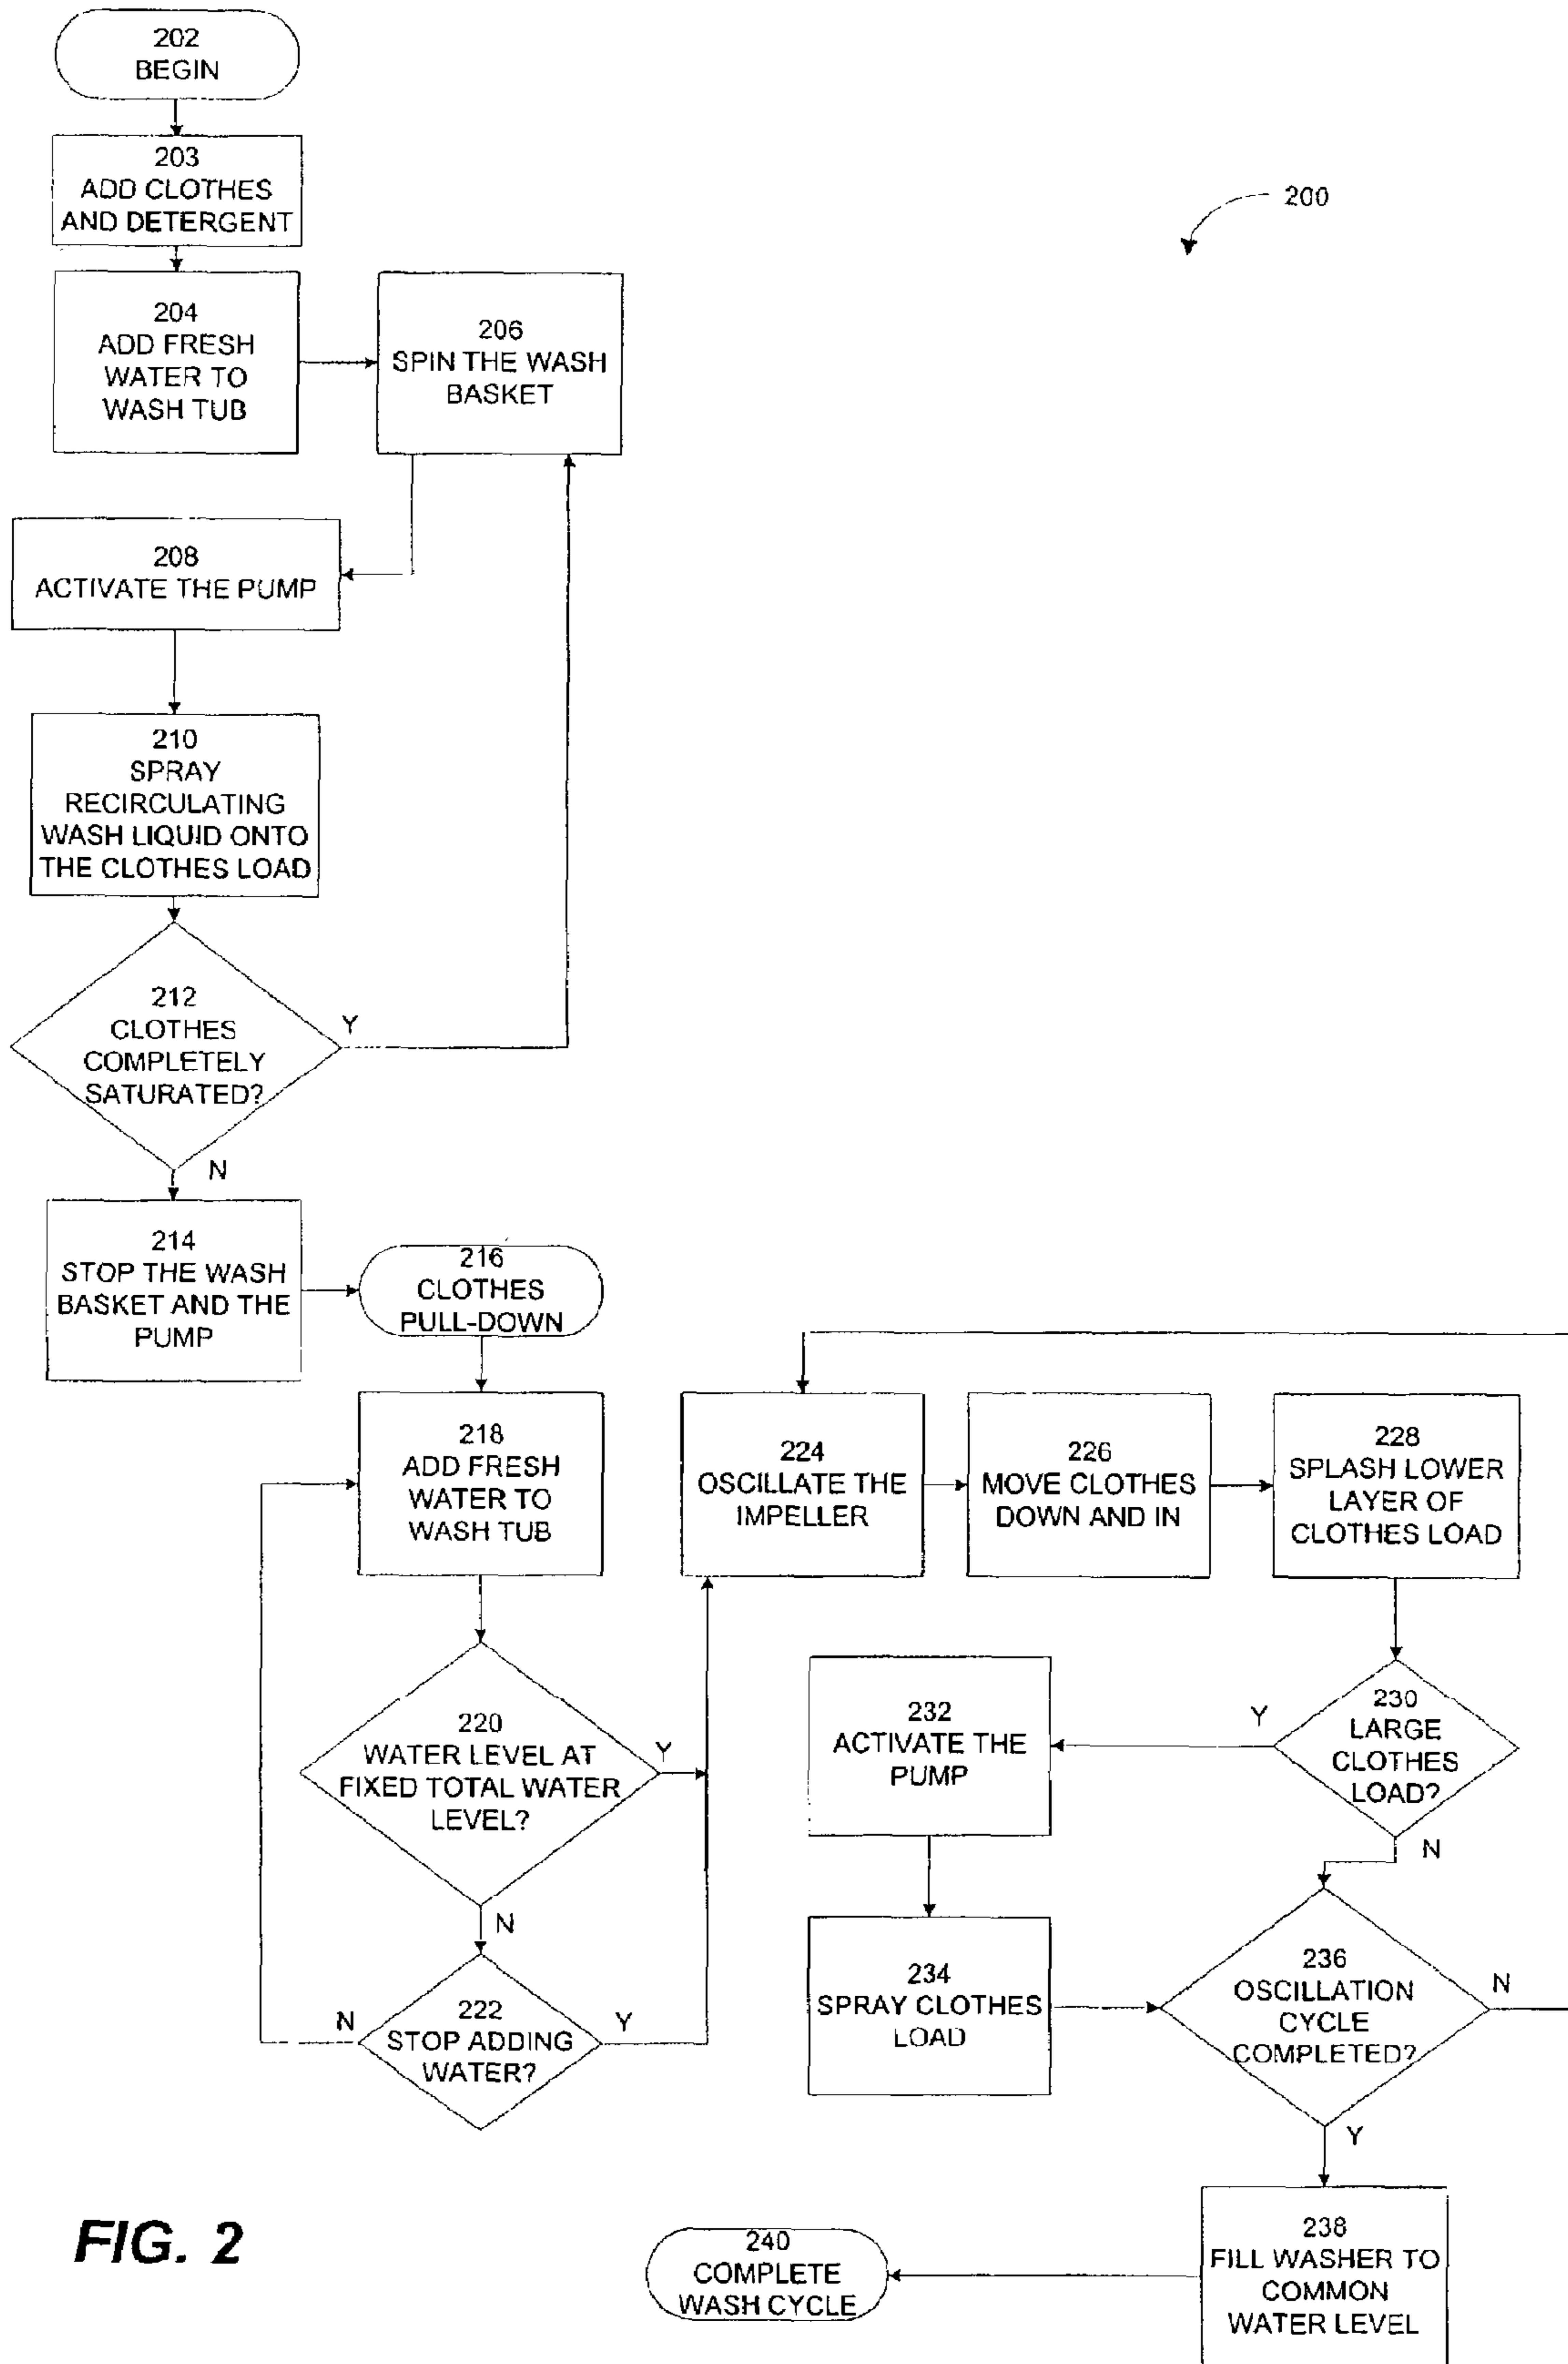 202
BEGIN
203
ADD CLOTHES
AND DETERGENT
200
204
ADD FRESH
WATER TO
WASH TUB
206
SPIN THE WASH
BASKET
208
ACTIVATE THE PUMP
210
SPRAY
RECIRCULATING
WASH LIQUID ONTO
THE CLOTHES LOAD
212
CLOTHES
COMPLETELY
SATURATED?
Y
N
214
STOP THE WASH
BASKET AND THE
PUMP
216
CLOTHES
PULL-DOWN
218
ADD FRESH
WATER TO
WASH TUB
220
WATER LEVEL AT
FIXED TOTAL WATER
LEVEL?
Y
N
222
STOP ADDING
WATER?
N
Y
224
OSCILLATE THE
IMPELLER
226
MOVE CLOTHES
DOWN AND IN
228
SPLASH LOWER
LAYER OF
CLOTHES LOAD
230
LARGE
CLOTHES
LOAD?
Y
N
232
ACTIVATE THE
PUMP
234
SPRAY CLOTHES
LOAD
236
OSCILLATION
CYCLE
COMPLETED?
N
Y
238
FILL WASHER TO
COMMON
WATER LEVEL
240
COMPLETE
WASH CYCLE
FIG. 2